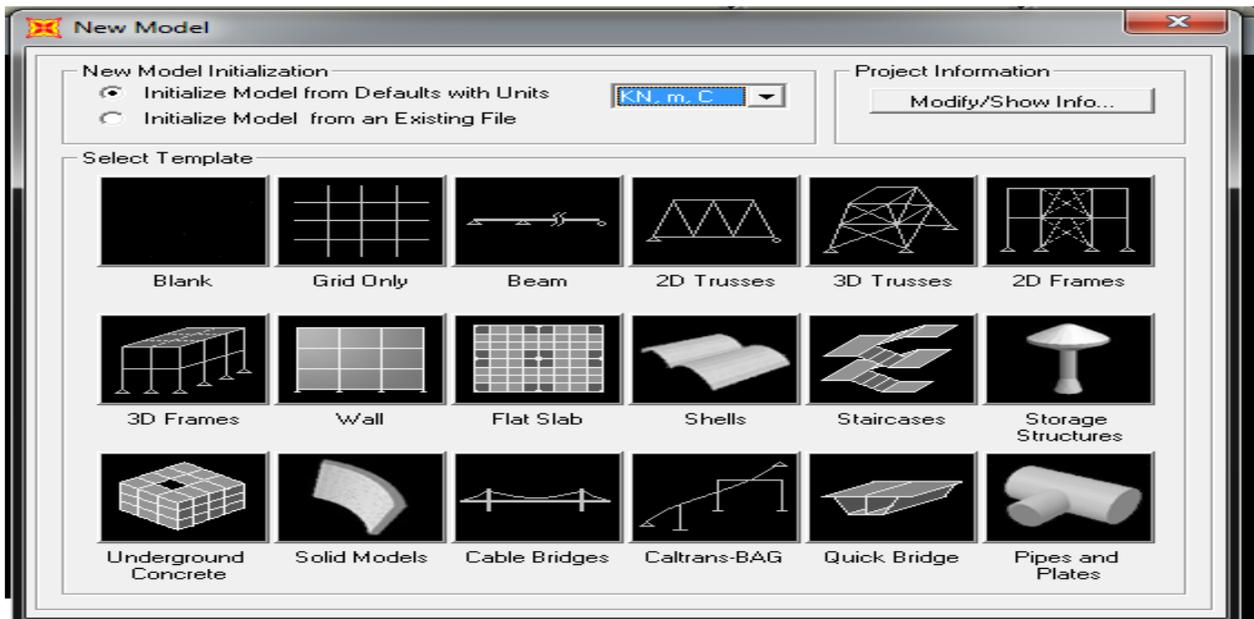 New Model
New Model Initialization
Initialize Model from Defaults with Units
KN, m, C
Initialize Model from an Existing File
Project Information
Modify/Show Info...
Select Template
Blank
Grid Only
Beam
2D Trusses
3D Trusses
2D Frames
3D Frames
Wall
Flat Slab
Shells
Staircases
Storage
Structures
Underground
Concrete
Solid Models
Cable Bridges
Caltrans-BAG
Quick Bridge
Pipes and
Plates